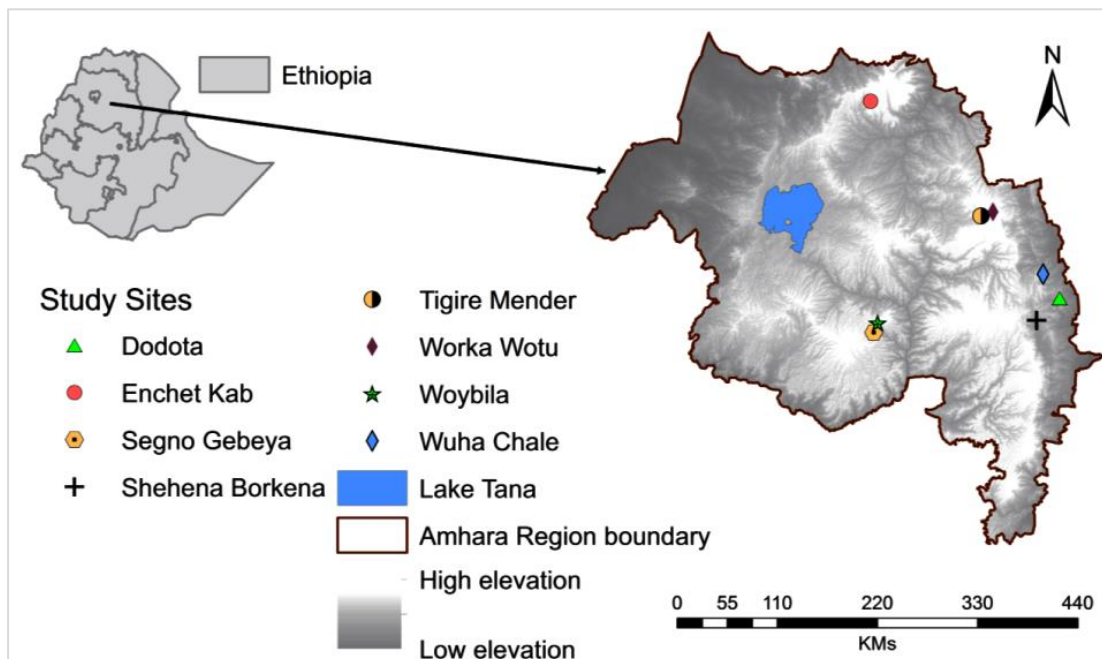 Ethiopia
N
Study Sites
Dodota
Enchet Kab
Segno Gebeya
Shehena Borkena
Tigire Mender
Worka Wotu
Woybila
Wuha Chale
Lake Tana
Amhara Region boundary
High elevation
Low elevation
0 55 110 220 330 440
KMs